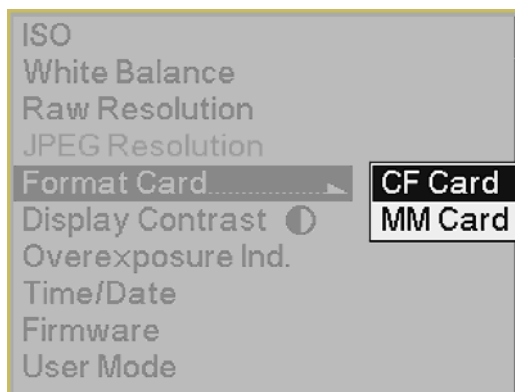 ISO
White Balance
Raw Resolution
JPEG Resolution
Format Card.................. CF Card
Display Contrast MM Card
Overexposure Ind.
Time/Date
Firmware
User Mode